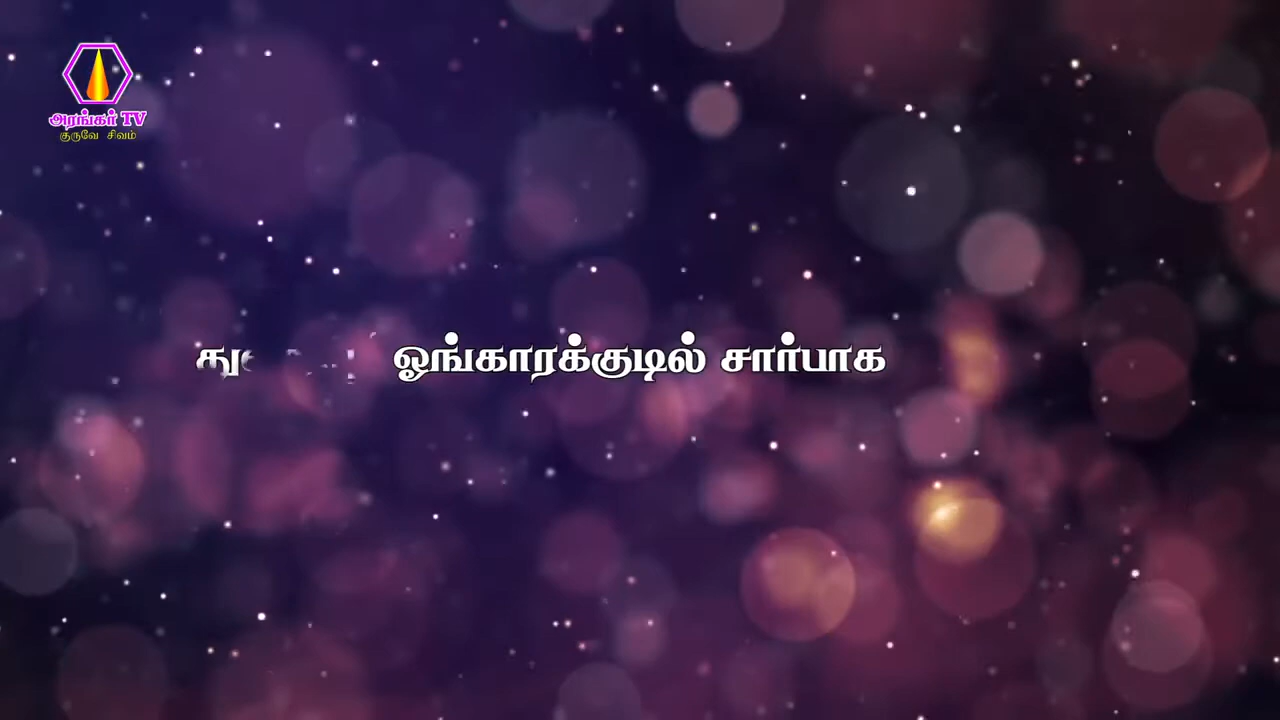 அரங்கர் TV
குருவே சிவம்
ஓங்காரக்குடில் சார்பாக